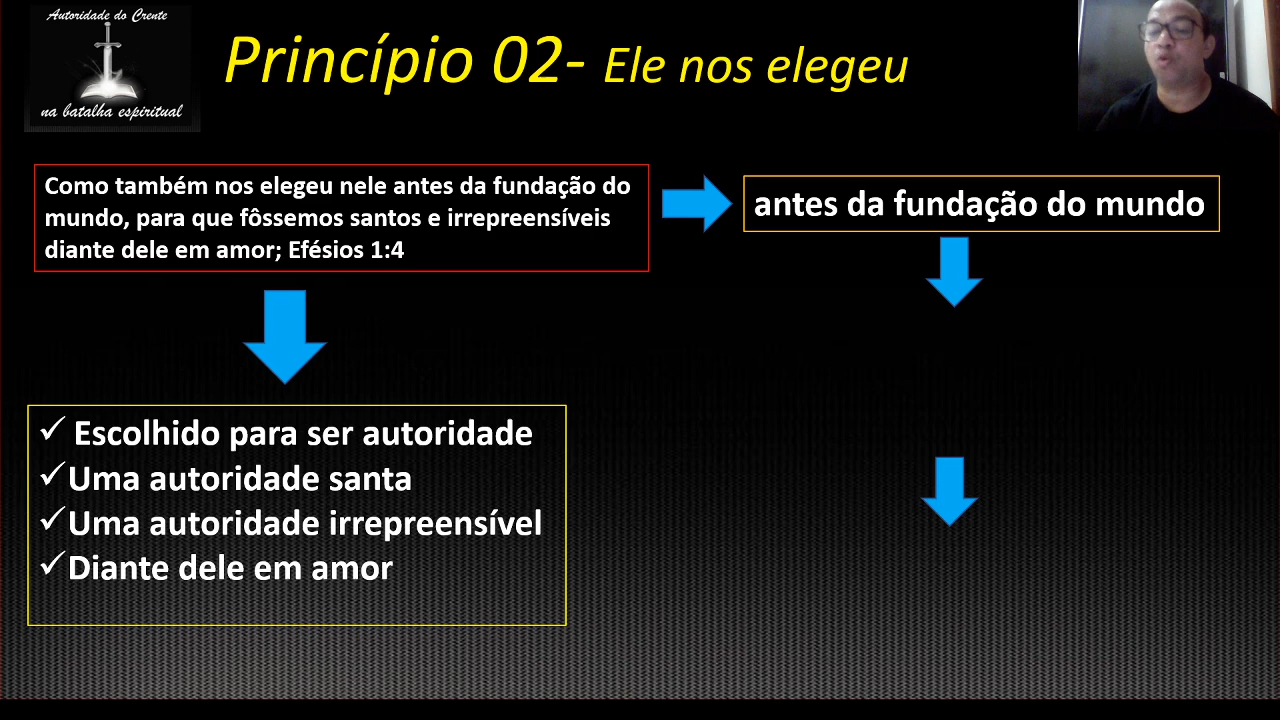 Autoridade do Crente
na batalha espiritual
Princípio 02- Ele nos elegeu
Como também nos elegeu nele antes da fundação do
mundo, para que fôssemos santos e irrepreensíveis
diante dele em amor; Efésios 1:4
antes da fundação do mundo
✓ Escolhido para ser autoridade
✓Uma autoridade santa
✓Uma autoridade irrepreensível
✓Diante dele em amor